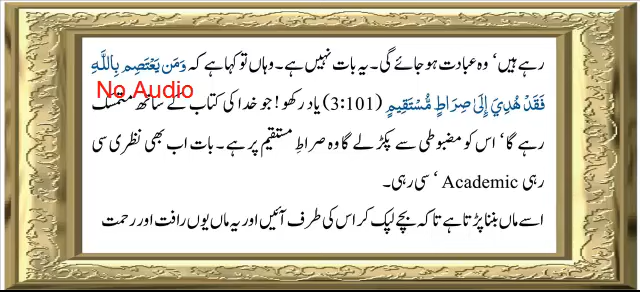 رہے ہیں‘ وہ عبادت ہو جائے گی۔ یہ بات نہیں ہے۔ وہاں تو کہا ہے کہ وَمَن يَعْتَصِم بِاللَّهِ
No Audio
فَقَدْ هُدِيَ إِلَىٰ صِرَاطٍ مُّسْتَقِيمٍ (3:101) یاد رکھو! جو خدا کی کتاب کے ساتھ متمسک
رہے گا‘ اس کو مضبوطی سے پکڑ لے گا وہ صراطِ مستقیم پر ہے۔ بات اب بھی نظری سی
رہی Academic ‘ سی رہی۔
اسے ماں بننا پڑتا ہے تاکہ بچے لپک کر اس کی طرف آئیں اور یہ ماں یوں رافت اور رحمت